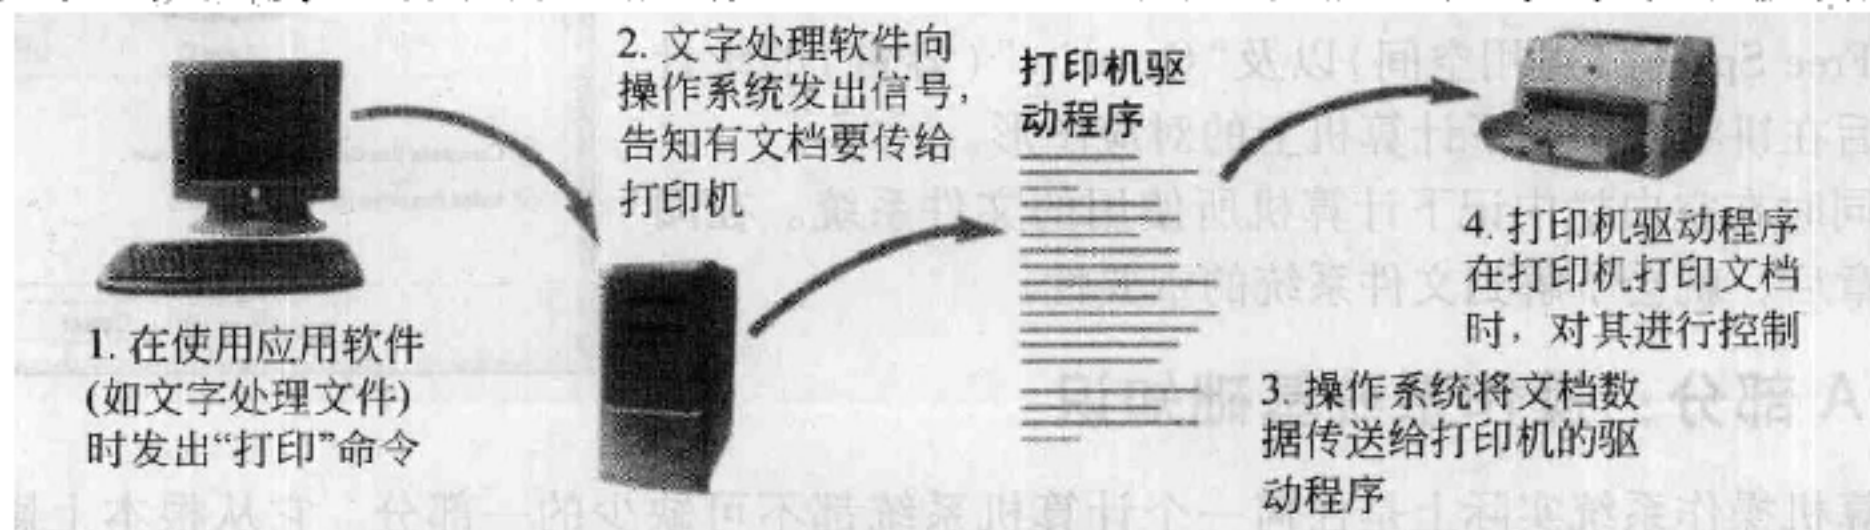 1. 在使用应用软件
(如文字处理文件)
时发出“打印”命令
2. 文字处理软件向
操作系统发出信号,
告知有文档要传给
打印机
打印机驱
动程序
3. 操作系统将文档数
据传送给打印机的驱
动程序
4. 打印机驱动程序
在打印机打印文档
时，对其进行控制